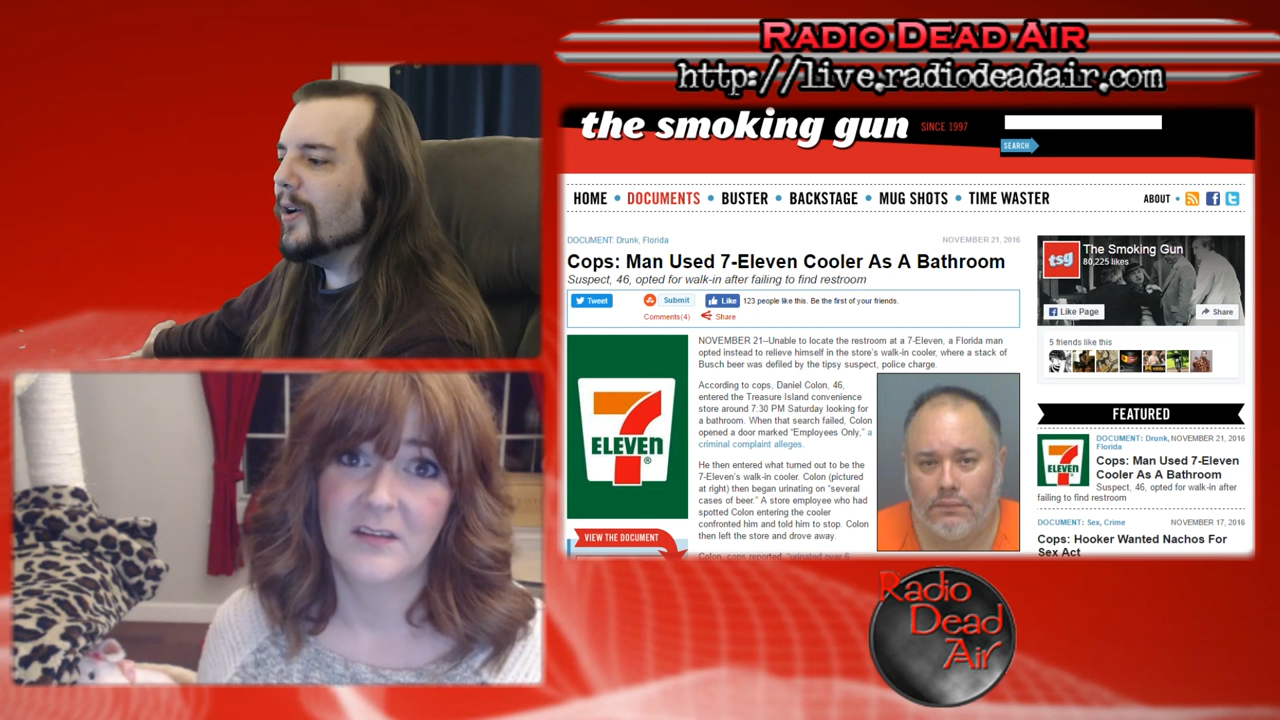 RADIO DEAD AIR
http://live.radiodeadair.com
the smoking gun SINCE 1997
SEARCH
HOME • DOCUMENTS • BUSTER • BACKSTAGE • MUG SHOTS • TIME WASTER
ABOUT •
DOCUMENT: Drunk, Florida
NOVEMBER 21, 2016
Cops: Man Used 7-Eleven Cooler As A Bathroom
Suspect, 46, opted for walk-in after failing to find restroom
Tweet
Submit
Like 123 people like this. Be the first of your friends.
Comments(4)
Share
7
ELEVEN
VIEW THE DOCUMENT
NOVEMBER 21--Unable to locate the restroom at a 7-Eleven, a Florida man
opted instead to relieve himself in the store's walk-in cooler, where a stack of
Busch beer was defiled by the tipsy suspect, police charge.
According to cops, Daniel Colon, 46,
entered the Treasure Island convenience
store around 7:30 PM Saturday looking for
a bathroom. When that search failed, Colon
opened a door marked "Employees Only," a
criminal complaint alleges.
He then entered what turned out to be the
7-Eleven's walk-in cooler. Colon (pictured
at right) then began urinating on "several
cases of beer." A store employee who had
spotted Colon entering the cooler
confronted him and told him to stop. Colon
then left the store and drove away.
Colon, cops reported, "urinated over 6
tsg
The Smoking Gun
80,225 likes
Like Page
Share
5 friends like this
FEATURED
7
ELEVEN
DOCUMENT: Drunk, NOVEMBER 21, 2016
Florida
Cops: Man Used 7-Eleven
Cooler As A Bathroom
Suspect, 46, opted for walk-in after
failing to find restroom
DOCUMENT: Sex, Crime
NOVEMBER 17, 2016
Cops: Hooker Wanted Nachos For
Sex Act
Radio
Dead
Air